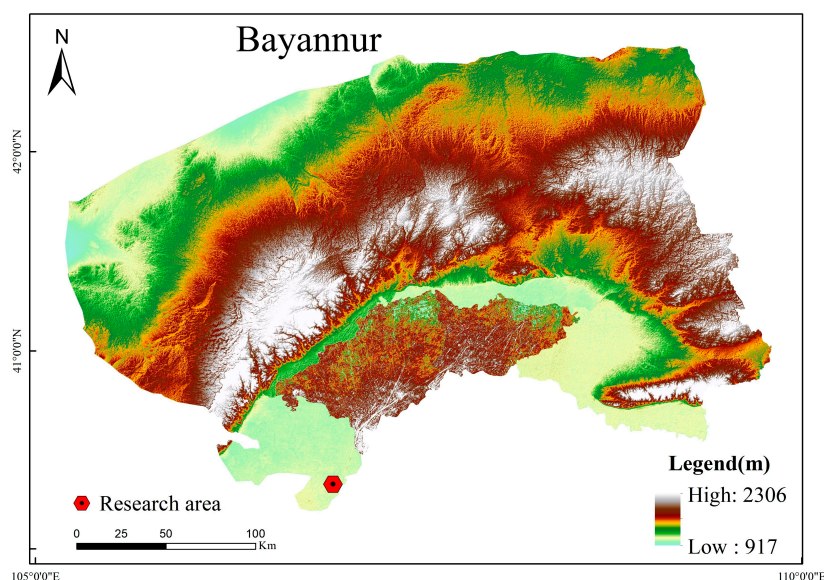 Bayannur
N
42°0'0"N
41°0'0"N
Legend(m)
High: 2306
Low : 917
Research area
0 25 50 100
Km
105°0'0"E
110°0'0"E